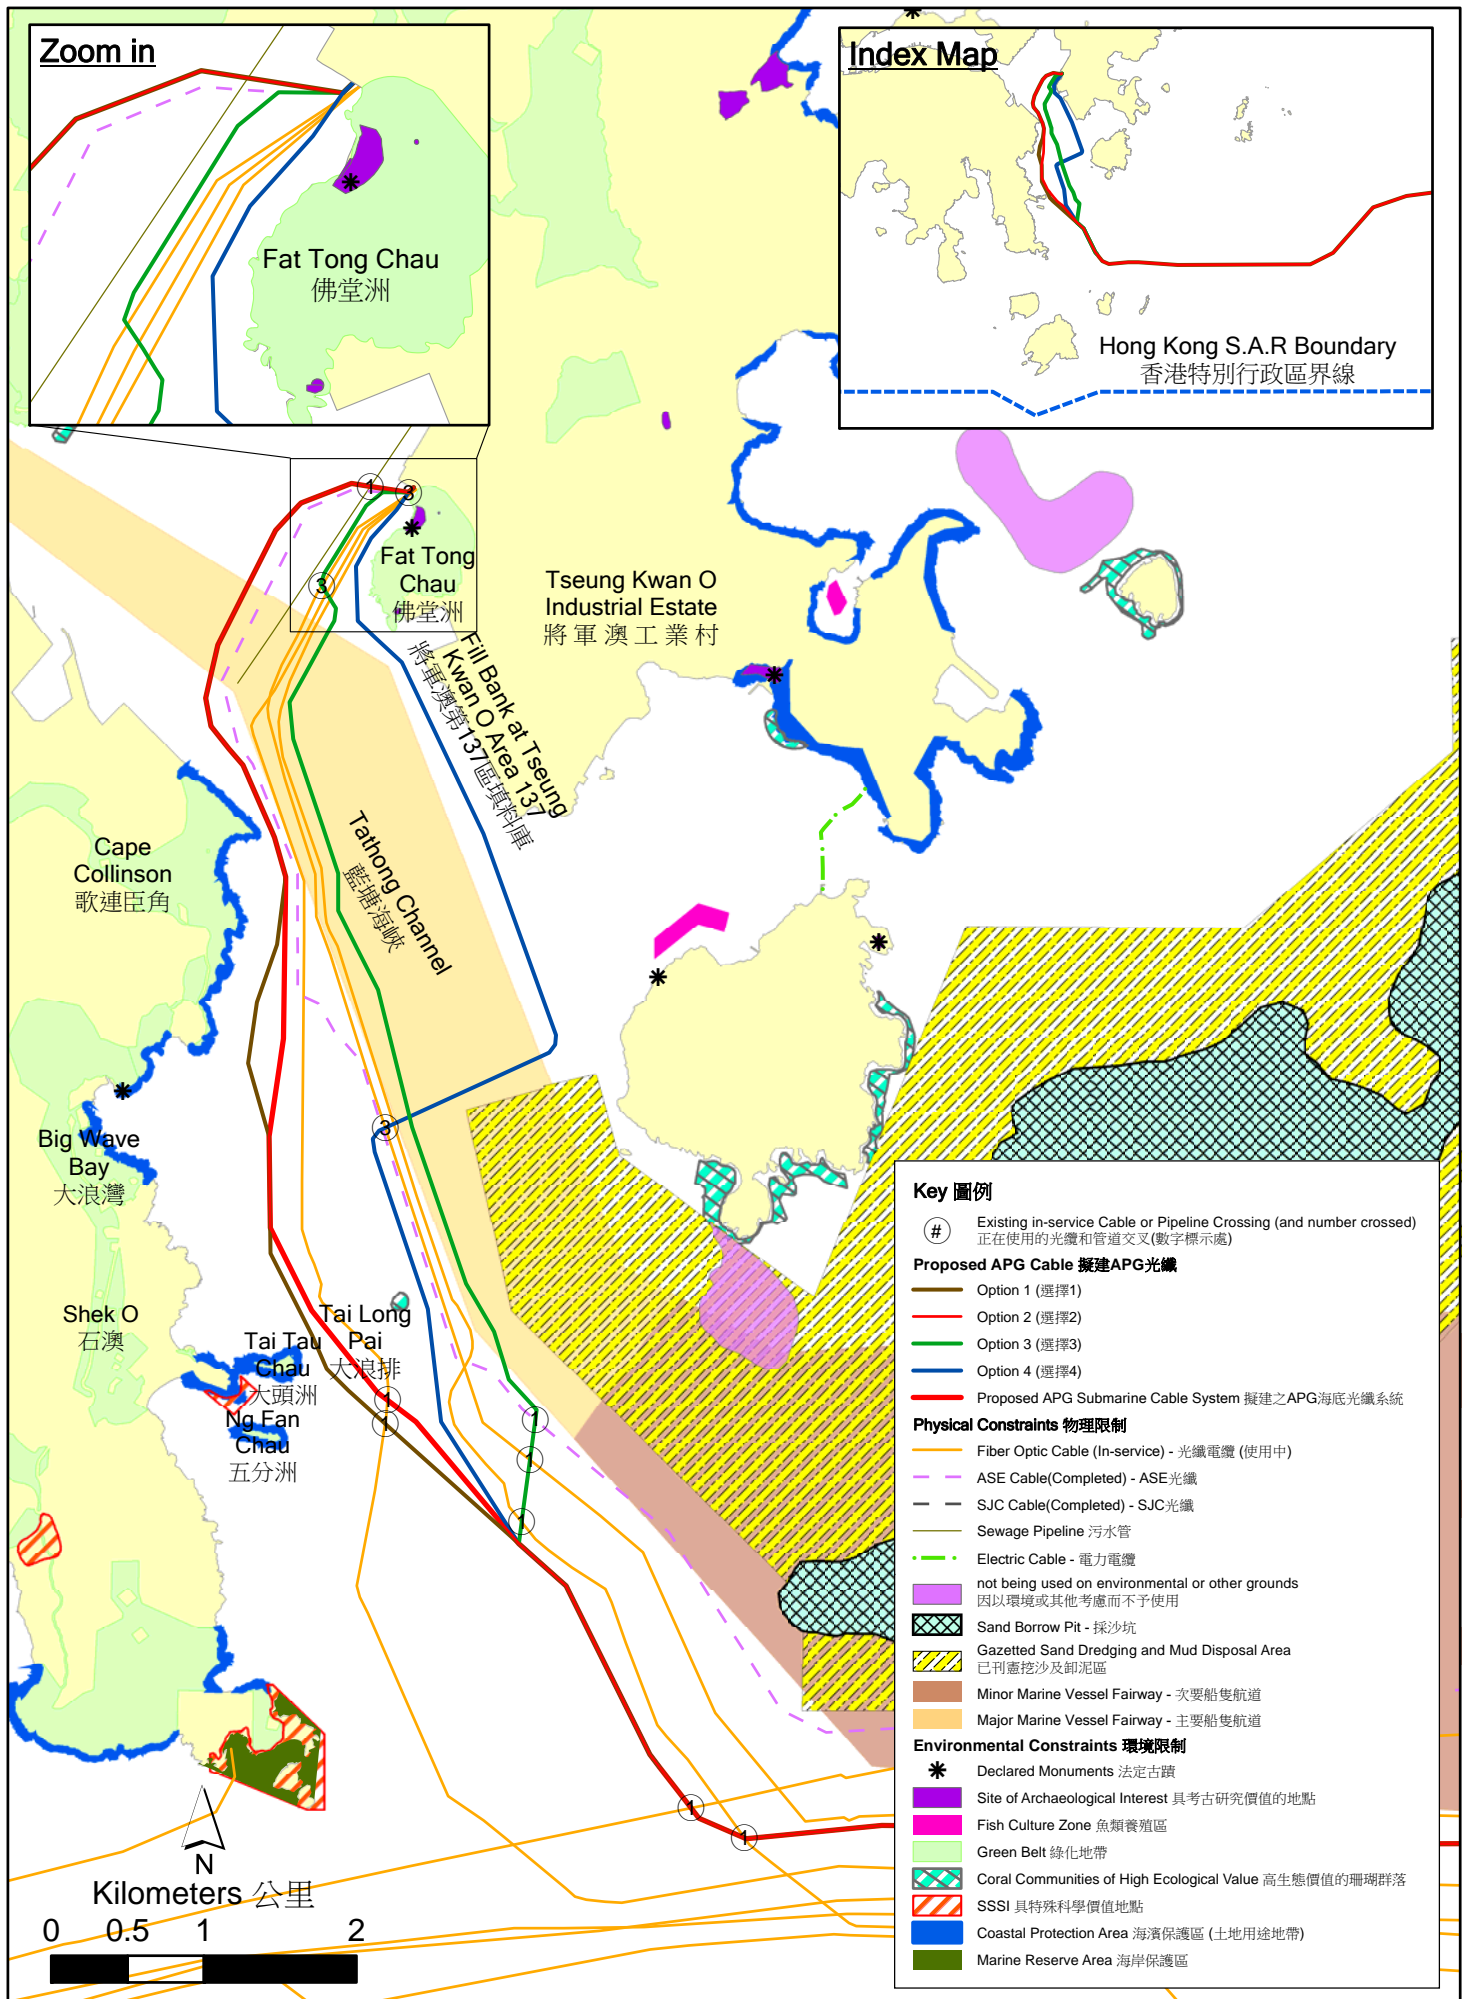 Zoom in
Fat Tong Chau
佛堂洲
Index Map
Hong Kong S.A.R Boundary
香港特別行政區界線
1
3
3
Fat Tong
Chau
佛堂洲
Tseung Kwan O
Industrial Estate
將軍澳工業村
Fill Bank at Tseung
Kwan O Area 137
將軍澳第137區填料庫
Cape
Collinson
歌連臣角
Tathong Channel
藍塘海峽
3
Big Wave
Bay
大浪灣
Shek O
石澳
Tai Tau
Chau
大頭洲
Tai Long
Pai
大浪排
Ng Fan
Chau
五分洲
1
1
1
1
1
1
1
N
Kilometers 公里
0 0.5 1 2
Key 圖例
# Existing in-service Cable or Pipeline Crossing (and number crossed)
正在使用的光纜和管道交叉(數字標示處)
Proposed APG Cable 擬建APG光纖
Option 1 (選擇1)
Option 2 (選擇2)
Option 3 (選擇3)
Option 4 (選擇4)
Proposed APG Submarine Cable System 擬建之APG海底光纖系統
Physical Constraints 物理限制
Fiber Optic Cable (In-service) - 光纖電纜 (使用中)
ASE Cable(Completed) - ASE光纖
SJC Cable(Completed) - SJC光纖
Sewage Pipeline 污水管
Electric Cable - 電力電纜
not being used on environmental or other grounds
因以環境或其他考慮而不予使用
Sand Borrow Pit - 採沙坑
Gazetted Sand Dredging and Mud Disposal Area
已刊憲挖沙及卸泥區
Minor Marine Vessel Fairway - 次要船隻航道
Major Marine Vessel Fairway - 主要船隻航道
Environmental Constraints 環境限制
Declared Monuments 法定古蹟
Site of Archaeological Interest 具考古研究價值的地點
Fish Culture Zone 魚類養殖區
Green Belt 綠化地帶
Coral Communities of High Ecological Value 高生態價值的珊瑚群落
SSSI 具特殊科學價值地點
Coastal Protection Area 海濱保護區 (土地用途地帶)
Marine Reserve Area 海岸保護區